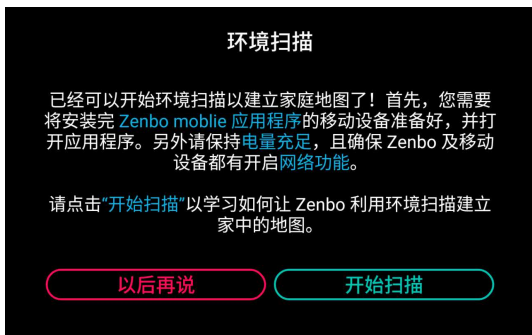 环境扫描
已经可以开始环境扫描以建立家庭地图了！首先，您需要
将安装完 Zenbo moblie 应用程序的移动设备准备好，并打
开应用程序。另外请保持电量充足，且确保 Zenbo 及移动
设备都有开启网络功能。
请点击“开始扫描”以学习如何让 Zenbo 利用环境扫描建立
家中的地图。
以后再说
开始扫描